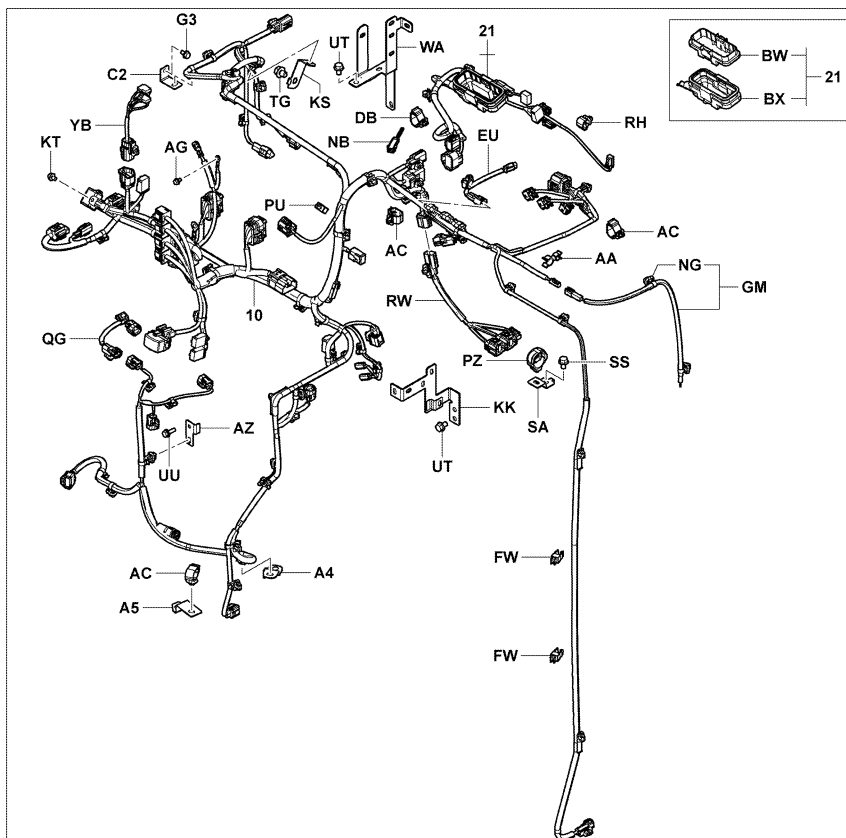 G3
UT
WA
21
BW
21
BX
C2
TG
KS
DB
RH
YB
NB
EU
KT
AG
PU
AC
AC
AA
NG
GM
10
RW
QG
PZ
SS
KK
SA
AZ
UU
UT
FW
AC
A4
A5
FW